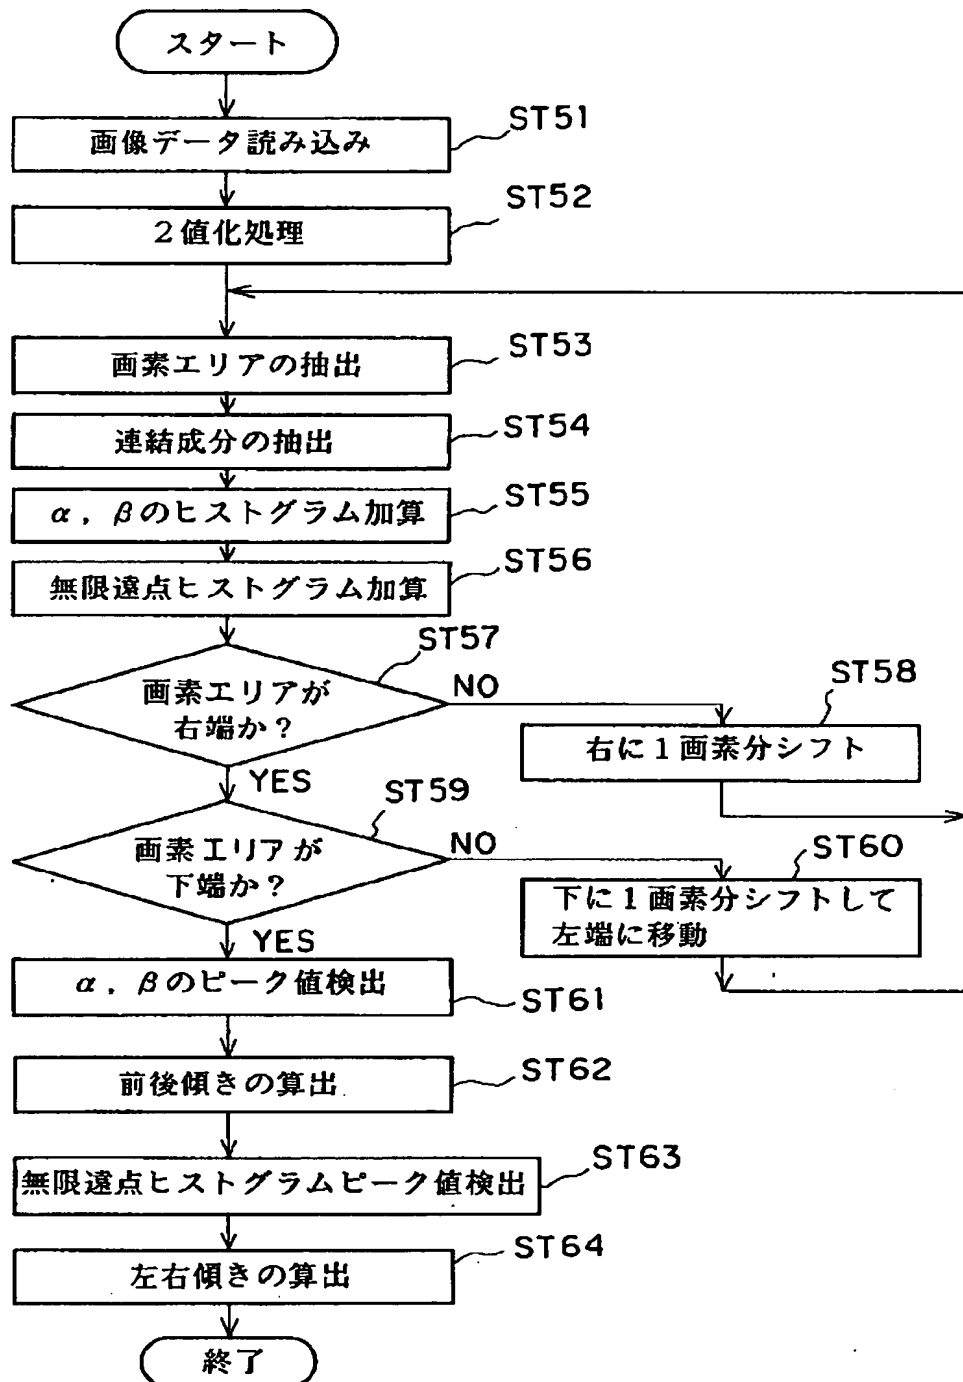 スタート
画像データ読み込み
ST51
2値化処理
ST52
画素エリアの抽出
ST53
連結成分の抽出
ST54
α，βのヒストグラム加算
ST55
無限遠点ヒストグラム加算
ST56
画素エリアが
右端か？
ST57
NO
YES
右に1画素分シフト
ST58
画素エリアが
下端か？
ST59
NO
YES
下に1画素分シフトして
左端に移動
ST60
α，βのピーク値検出
ST61
前後傾きの算出
ST62
無限遠点ヒストグラムピーク値検出
ST63
左右傾きの算出
ST64
終了